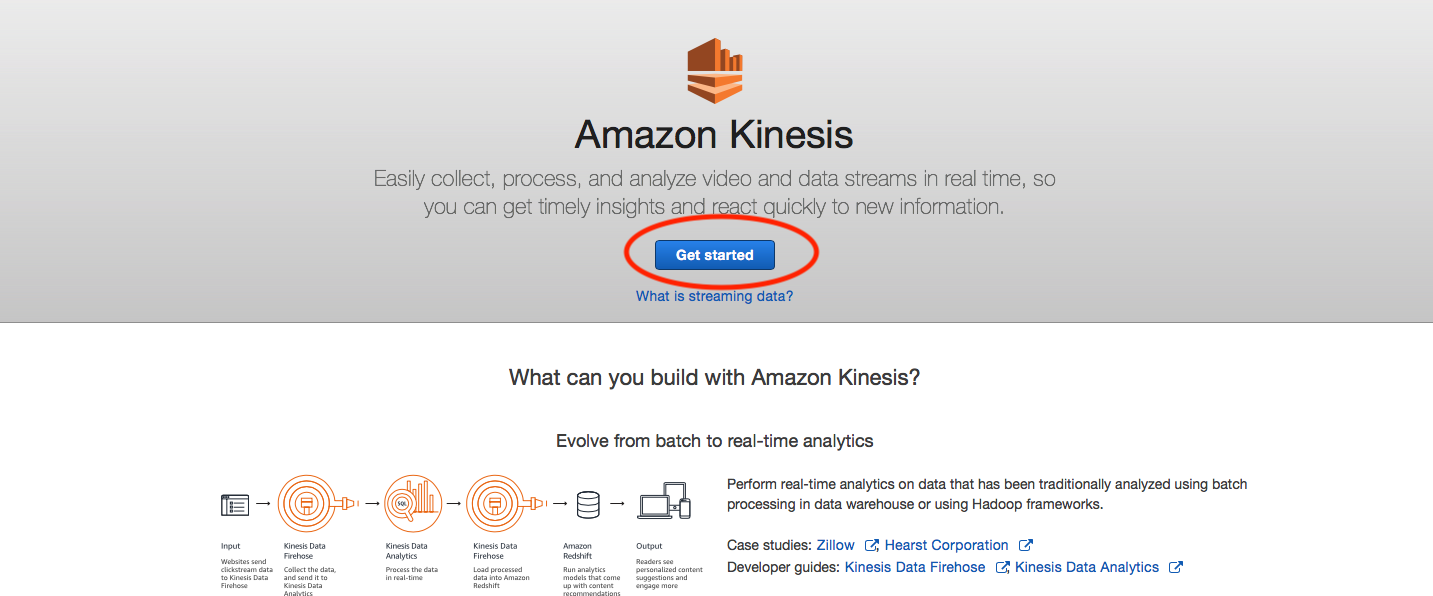 Amazon Kinesis
Easily collect, process, and analyze video and data streams in real time, so
you can get timely insights and react quickly to new information.
Get started
What is streaming data?
What can you build with Amazon Kinesis?
Evolve from batch to real-time analytics
SQL
Input
Websites send
clickstream data
to Kinesis Data
Firehose
Kinesis Data
Firehose
Collect the data,
and send it to
Kinesis Data
Analytics
Kinesis Data
Analytics
Process the data
in real-time
Kinesis Data
Firehose
Load processed
data into Amazon
Redshift
Amazon
Redshift
Run analytics
models that come
up with content
recommendations
Output
Readers see
personalized content
suggestions and
engage more
Perform real-time analytics on data that has been traditionally analyzed using batch
processing in data warehouse or using Hadoop frameworks.
Case studies: Zillow , Hearst Corporation
Developer guides: Kinesis Data Firehose Kinesis Data Analytics